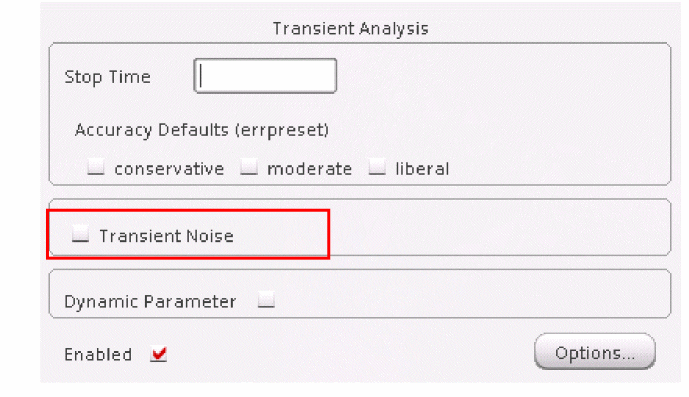 Transient Analysis
Stop Time
Accuracy Defaults (errpreset)
conservative moderate liberal
Transient Noise
Dynamic Parameter
Enabled Options...